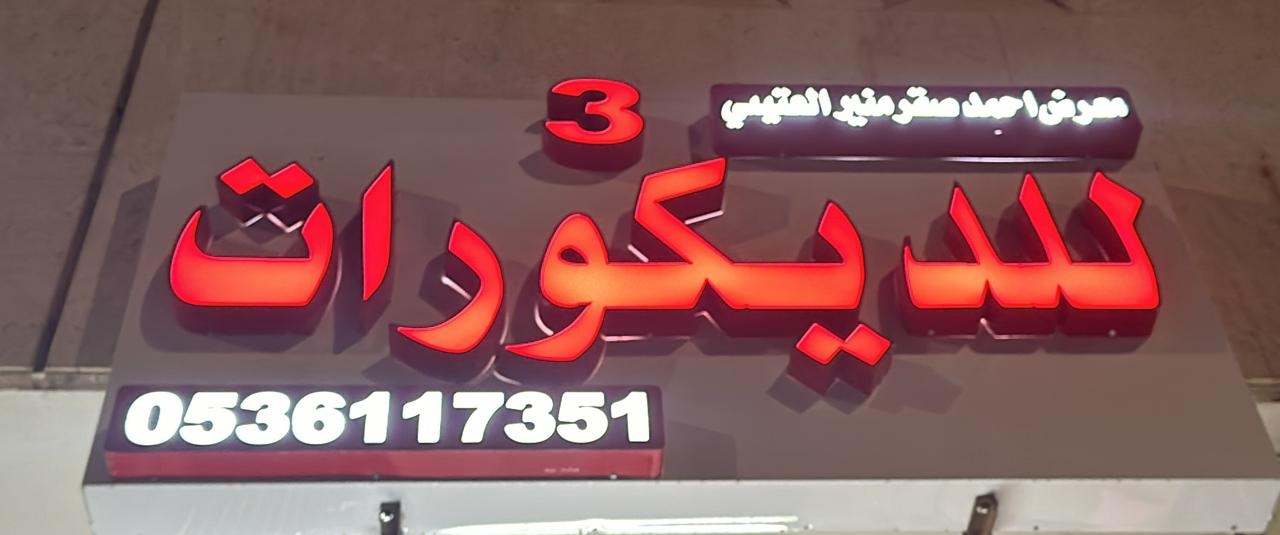 معرض احمد صقر منير العتيبي
3
للديكورات
0536117351